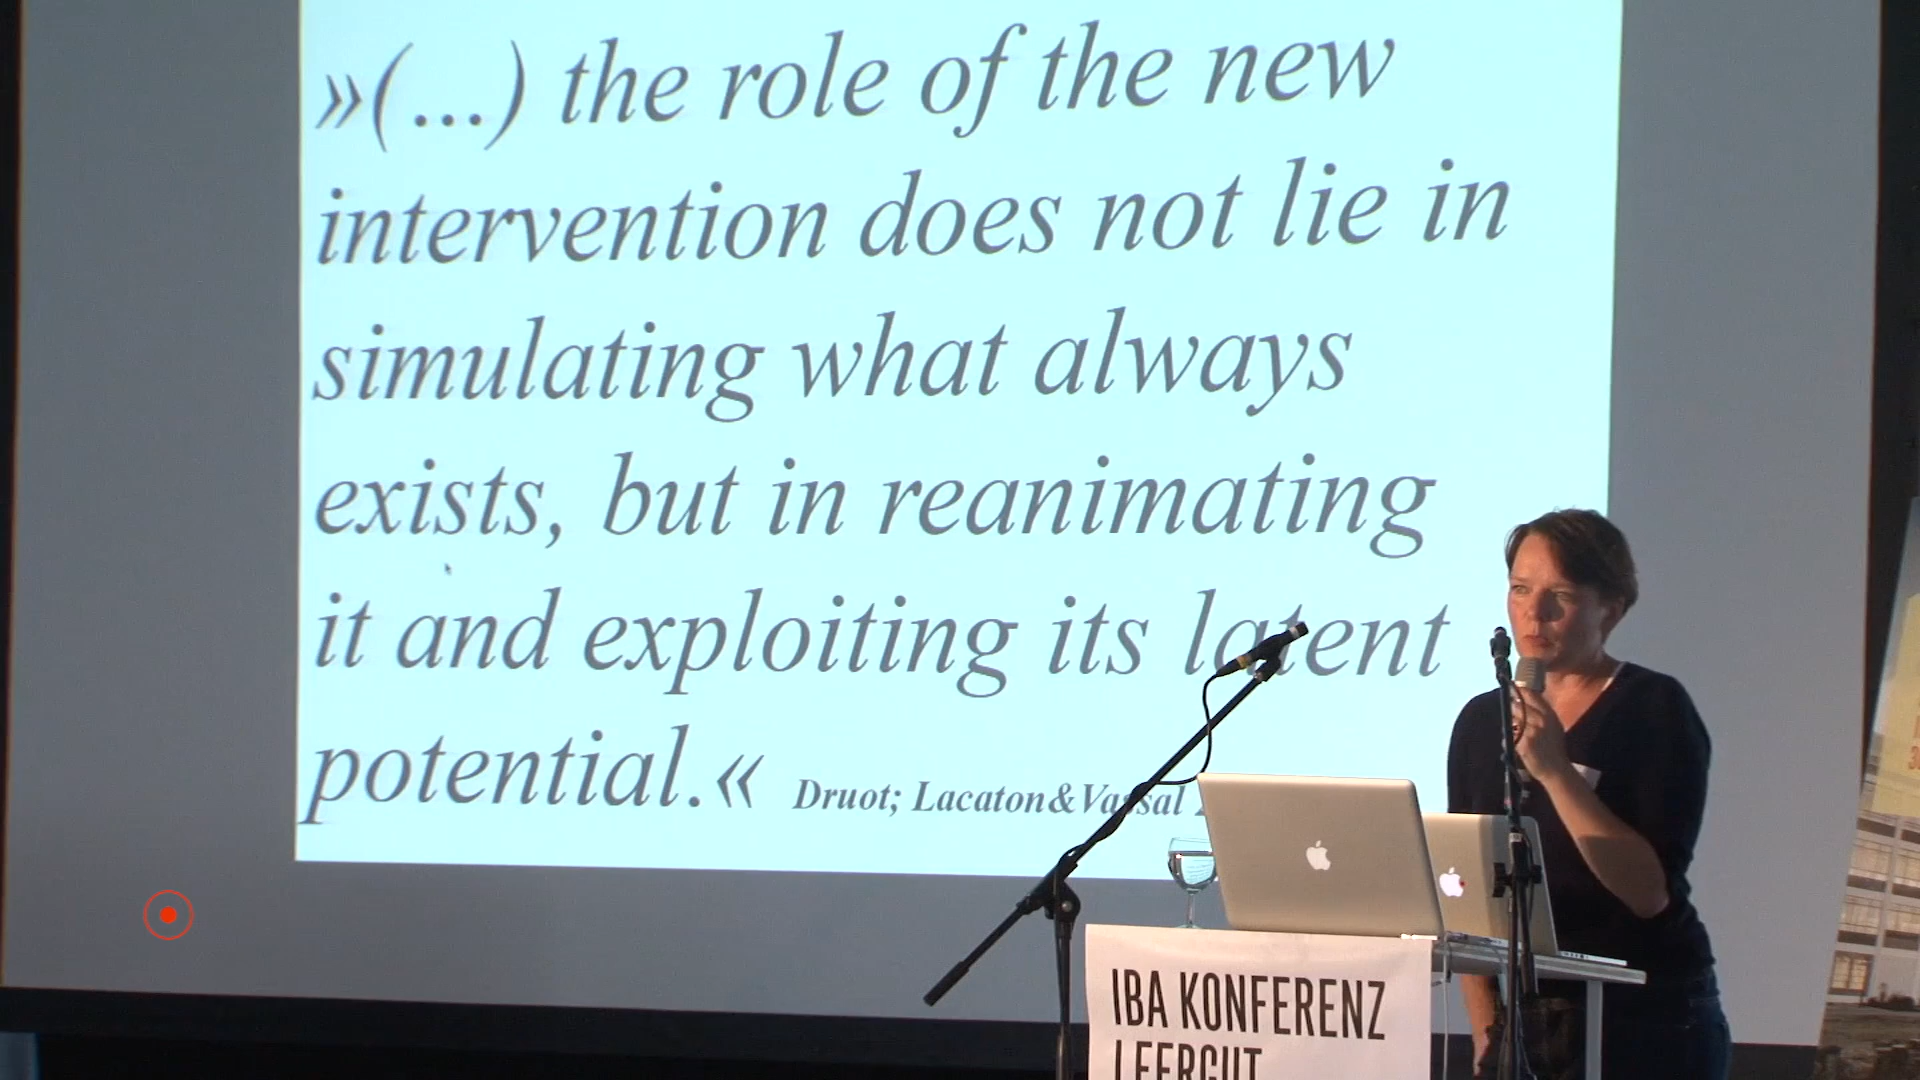 »(...) the role of the new
intervention does not lie in
simulating what always
exists, but in reanimating
it and exploiting its latent
potential.« Druot; Lacaton&Vassal
IBA KONFERENZ
LEERGUT